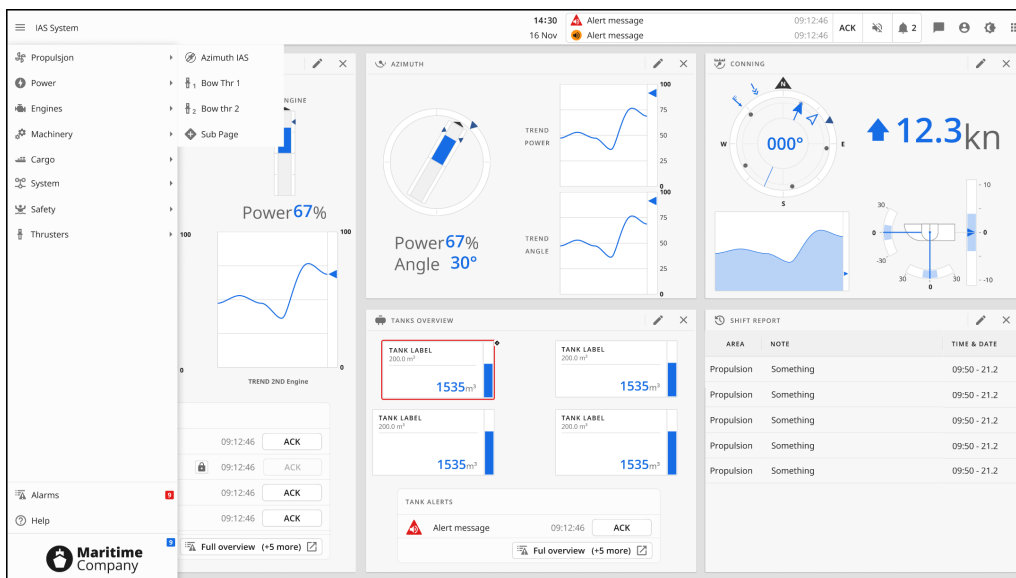 IAS System
14:30
16 Nov
Alert message 09:12:46
Alert message 09:12:46
ACK
2
Propulsjon
Power
Engines
Machinery
Cargo
System
Safety
Thrusters
Alarms 9
Help
9
Maritime
Company
Azimuth IAS
1 Bow Thr 1
2 Bow thr 2
Sub Page
NGINE
Power67%
100
0
100
0
TREND 2ND Engine
09:12:46 ACK
09:12:46 ACK
09:12:46 ACK
09:12:46 ACK
Full overview (+5 more)
AZIMUTH
Power67%
Angle 30°
TREND
POWER
100
75
50
25
0
TREND
ANGLE
100
75
50
25
0
CONNING
N
W
E
S
000°
12.3kn
30
0
-30
30
0
30
10
0
-10
TANKS OVERVIEW
TANK LABEL
200.0 m³
1535m³
TANK LABEL
200.0 m³
1535m³
TANK LABEL
200.0 m³
1535m³
TANK LABEL
200.0 m³
1535m³
TANK ALERTS
Alert message 09:12:46 ACK
Ful overview (+5 more)
SHIFT REPORT
AREA NOTE TIME & DATE
Propulsion Something 09:50 - 21.2
Propulsion Something 09:50 - 21.2
Propulsion Something 09:50 - 21.2
Propulsion Something 09:50 - 21.2
Propulsion Something 09:50 - 21.2